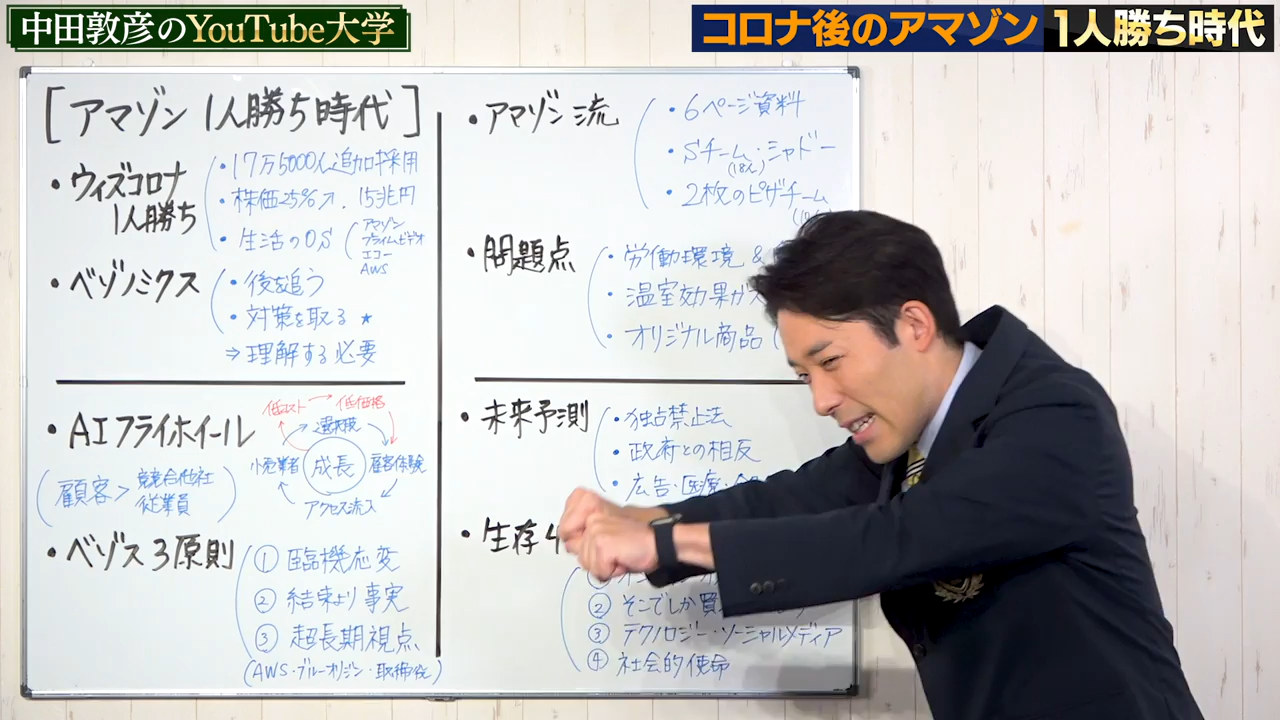 中田敦彦のYouTube大学
コロナ後のアマゾン 1人勝ち時代
[アマゾン 1人勝ち時代]
・ウィズコロナ
1人勝ち
・17万5000人追加採用
・株価25%↗. 15兆円
・生活のOS
アマゾン
プライムビデオ
エコー
AWS
・ベゾノミクス
・後を追う
・対策を取る ★
⇒理解する必要
・AIフライホイール
(顧客>競合他社
従業員)
低コスト→低価格
選択肢
小売業者
成長
顧客体験
アクセス流入
・ベゾス3原則
① 臨機応変
② 結束より事実
③ 超長期視点
(AWS・ブルーオリジン・取締役)
・アマゾン流
・6ページ資料
・Sチーム・シャドー
(18人)
・2枚のピザチーム
・問題点
・労働環境 &
・温室効果ガス
・オリジナル商品
・未来予測
・独占禁止法
・政府との相反
・広告・医療・
・生存4
①
② そこでしか買
③ テクノロジー・ソーシャルメディア
④ 社会的使命